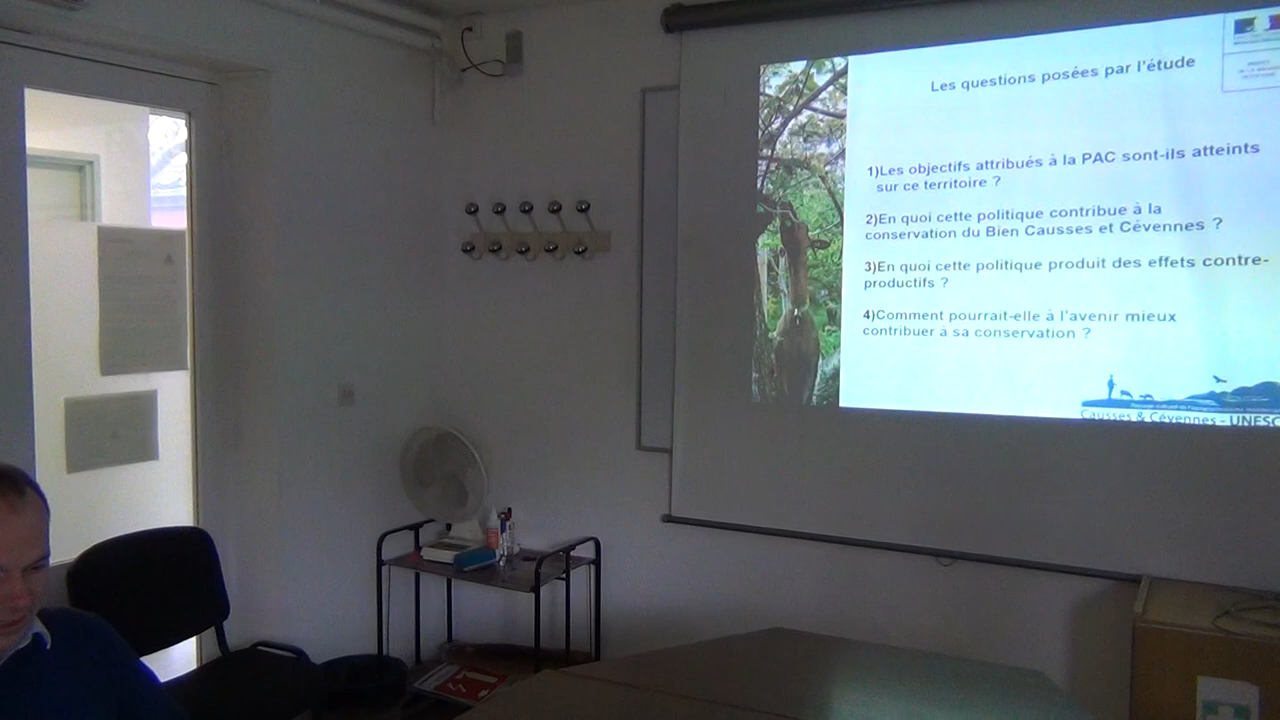 Les questions posées par l'étude
1)Les objectifs attribués à la PAC sont-ils atteints
sur ce territoire ?
2)En quoi cette politique contribue à la
conservation du Bien Causses et Cévennes ?
3)En quoi cette politique produit des effets contre-
productifs ?
4)Comment pourrait-elle à l'avenir mieux
contribuer à sa conservation ?
Causses & Cévennes - UNESC